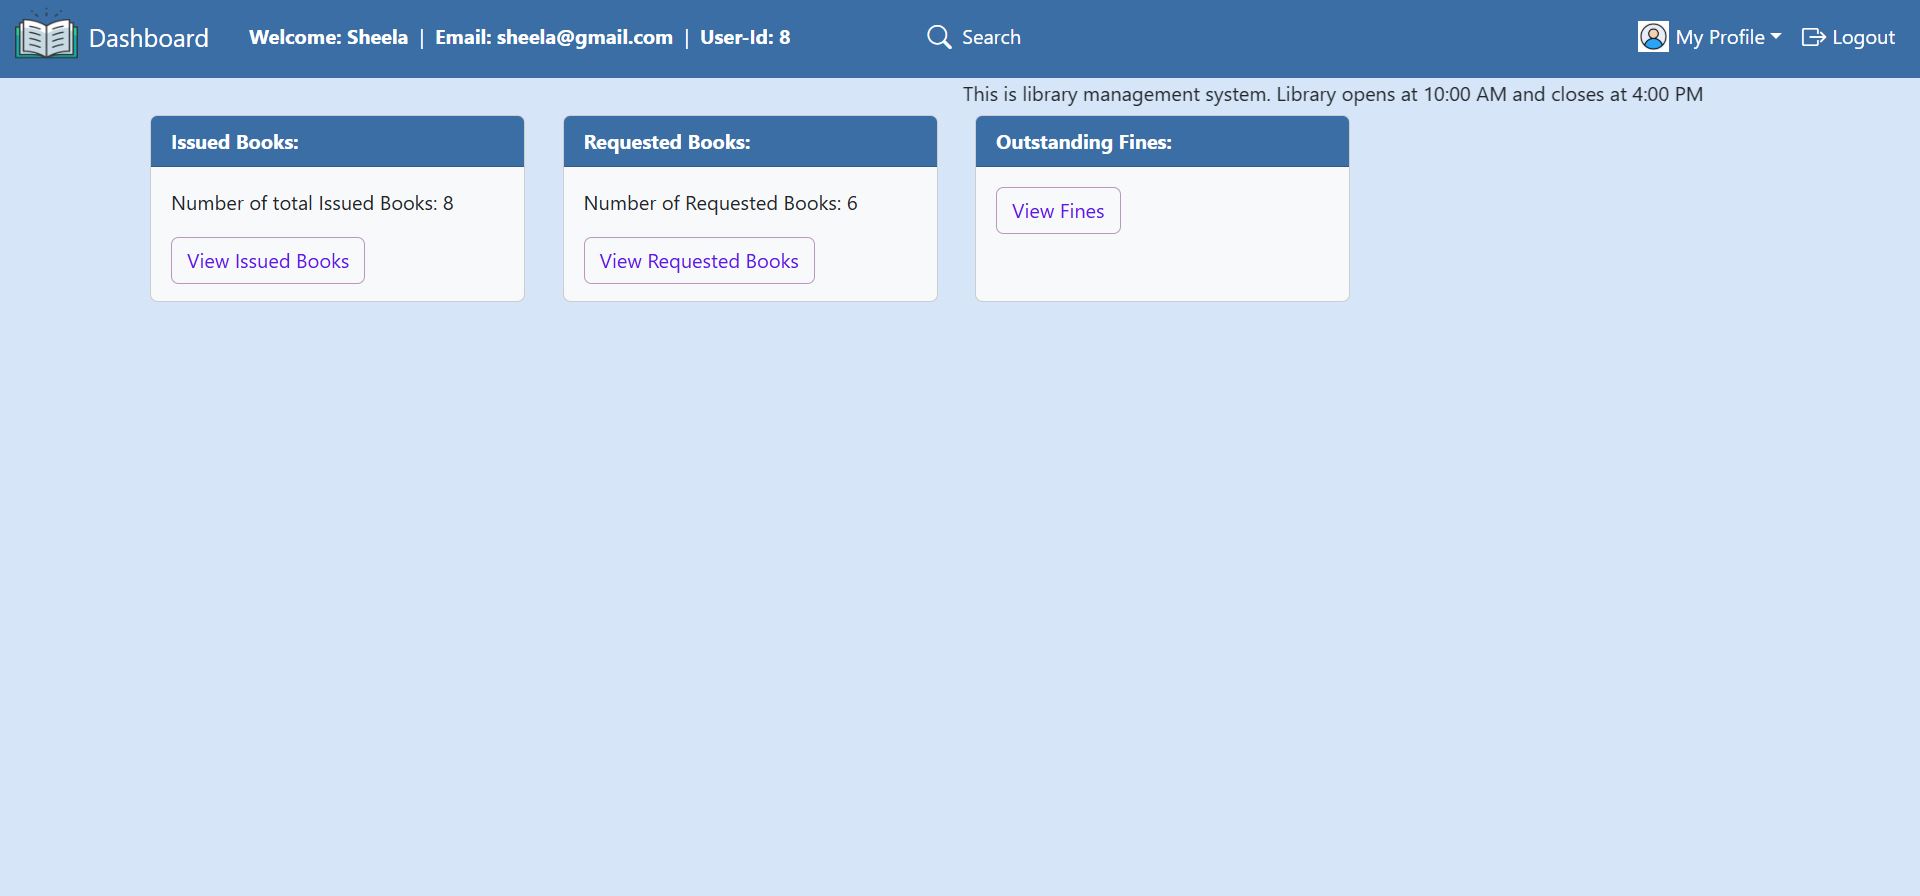 Dashboard Welcome: Sheela | Email: sheela@gmail.com | User-Id: 8 Search My Profile Logout
This is library management system. Library opens at 10:00 AM and closes at 4:00 PM
Issued Books:
Number of total Issued Books: 8
View Issued Books
Requested Books:
Number of Requested Books: 6
View Requested Books
Outstanding Fines:
View Fines